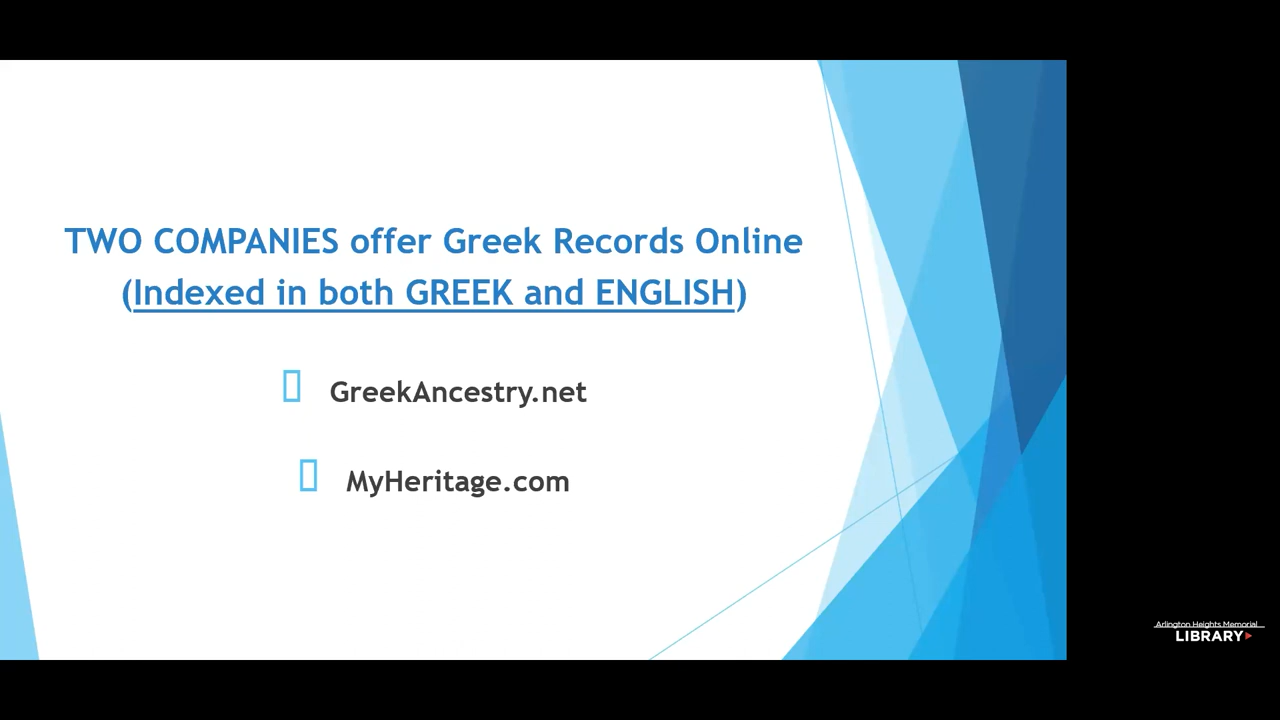 TWO COMPANIES offer Greek Records Online
(Indexed in both GREEK and ENGLISH)
GreekAncestry.net
MyHeritage.com
Arlington Heights Memorial
LIBRARY